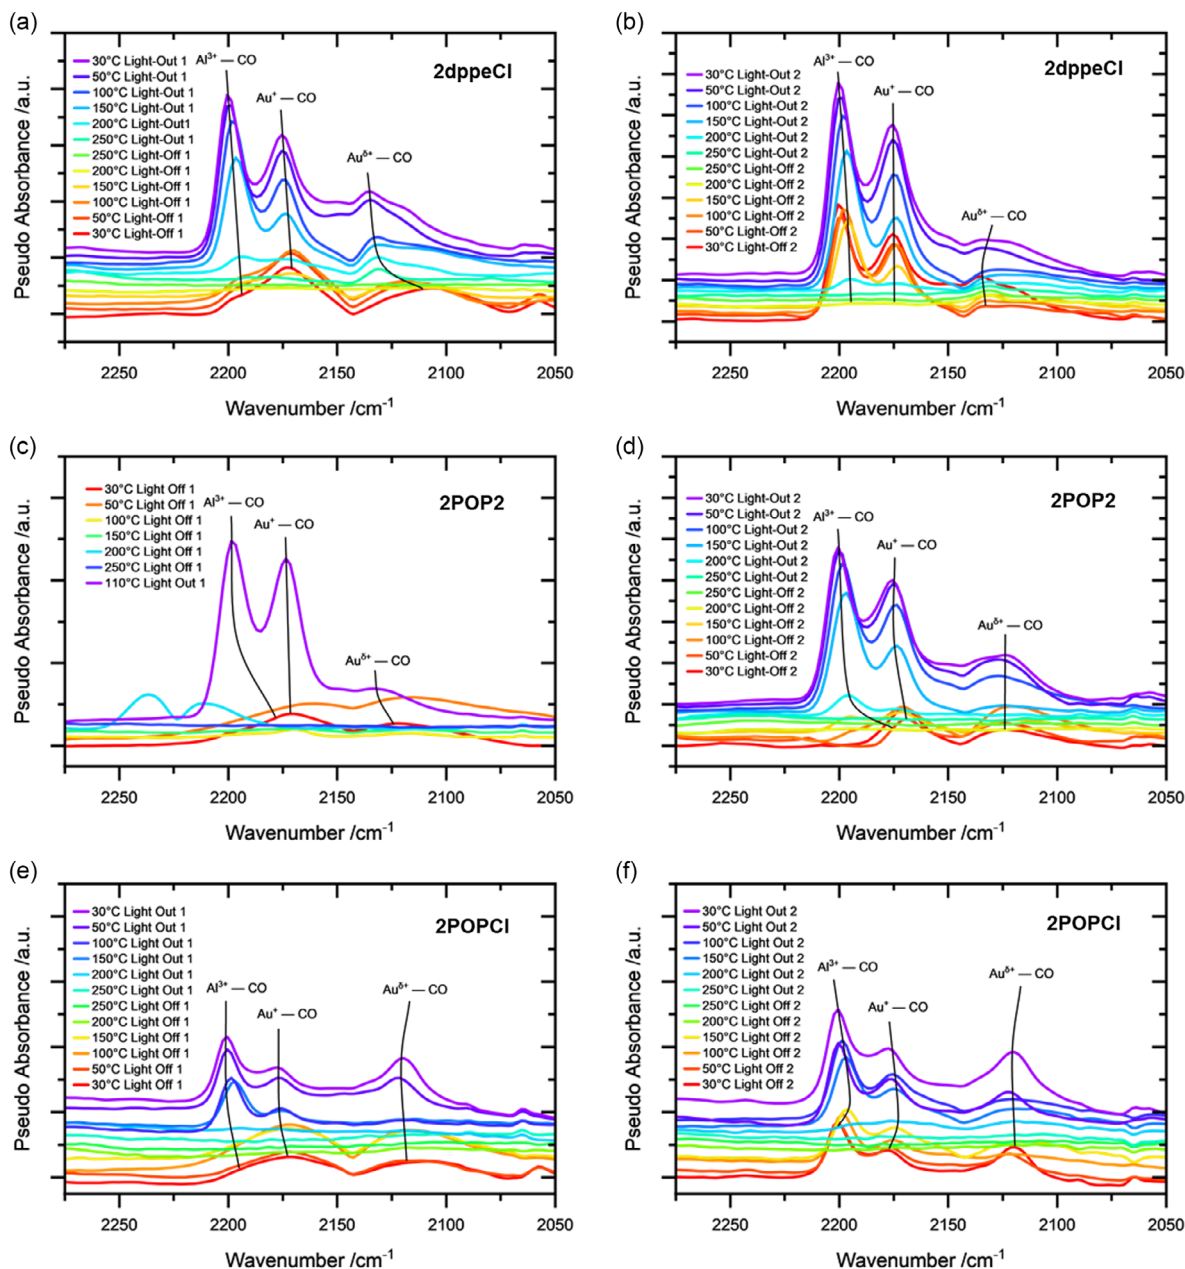 (a)
2dppeCl
30°C Light-Out 1
50°C Light-Out 1
100°C Light-Out 1
150°C Light-Out 1
200°C Light-Out1
250°C Light-Out 1
250°C Light-Off 1
200°C Light-Off 1
150°C Light-Off 1
100°C Light-Off 1
50°C Light-Off 1
30°C Light-Off 1
Al³⁺ — CO
Au⁺ — CO
Auᵟ⁺ — CO
Pseudo Absorbance /a.u.
2250 2200 2150 2100 2050
Wavenumber /cm⁻¹
(b)
2dppeCl
30°C Light-Out 2
50°C Light-Out 2
100°C Light-Out 2
150°C Light-Out 2
200°C Light-Out 2
250°C Light-Out 2
250°C Light-Off 2
200°C Light-Off 2
150°C Light-Off 2
100°C Light-Off 2
50°C Light-Off 2
30°C Light-Off 2
Al³⁺ — CO
Au⁺ — CO
Auᵟ⁺ — CO
Pseudo Absorbance /a.u.
2250 2200 2150 2100 2050
Wavenumber /cm⁻¹
(c)
2POP2
30°C Light Off 1
50°C Light Off 1
100°C Light Off 1
150°C Light Off 1
200°C Light Off 1
250°C Light Off 1
110°C Light Out 1
Al³⁺ — CO
Au⁺ — CO
Auᵟ⁺ — CO
Pseudo Absorbance /a.u.
2250 2200 2150 2100 2050
Wavenumber /cm⁻¹
(d)
2POP2
30°C Light-Out 2
50°C Light-Out 2
100°C Light-Out 2
150°C Light-Out 2
200°C Light-Out 2
250°C Light-Out 2
250°C Light-Off 2
200°C Light-Off 2
150°C Light-Off 2
100°C Light-Off 2
50°C Light-Off 2
30°C Light-Off 2
Al³⁺ — CO
Au⁺ — CO
Auᵟ⁺ — CO
Pseudo Absorbance /a.u.
2250 2200 2150 2100 2050
Wavenumber /cm⁻¹
(e)
2POPCl
30°C Light Out 1
50°C Light Out 1
100°C Light Out 1
150°C Light Out 1
200°C Light Out 1
250°C Light Out 1
250°C Light Off 1
200°C Light Off 1
150°C Light Off 1
100°C Light Off 1
50°C Light Off 1
30°C Light Off 1
Al³⁺ — CO
Au⁺ — CO
Auᵟ⁺ — CO
Pseudo Absorbance /a.u.
2250 2200 2150 2100 2050
Wavenumber /cm⁻¹
(f)
2POPCl
30°C Light Out 2
50°C Light Out 2
100°C Light Out 2
150°C Light Out 2
200°C Light Out 2
250°C Light Out 2
250°C Light Off 2
200°C Light Off 2
150°C Light Off 2
100°C Light Off 2
50°C Light Off 2
30°C Light Off 2
Al³⁺ — CO
Au⁺ — CO
Auᵟ⁺ — CO
Pseudo Absorbance /a.u.
2250 2200 2150 2100 2050
Wavenumber /cm⁻¹